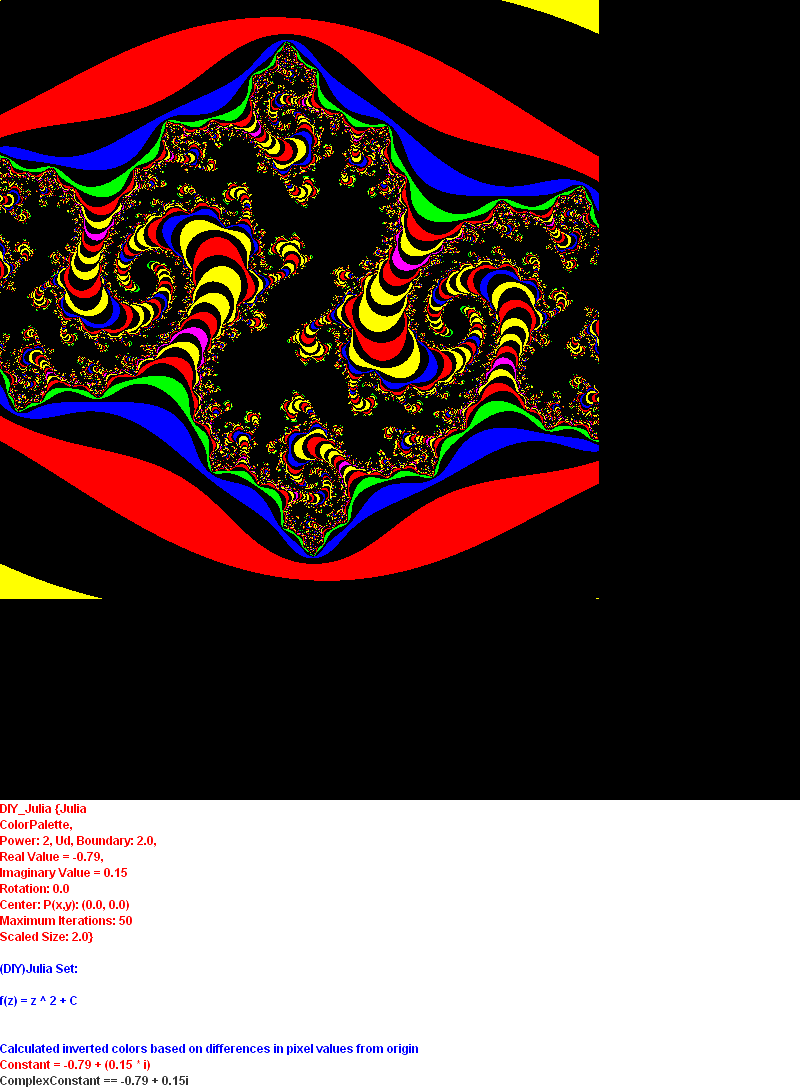 DIY_Julia {Julia
ColorPalette,
Power: 2, Ud, Boundary: 2.0,
Real Value = -0.79,
Imaginary Value = 0.15
Rotation: 0.0
Center: P(x,y): (0.0, 0.0)
Maximum Iterations: 50
Scaled Size: 2.0}
(DIY)Julia Set:
f(z) = z ^ 2 + C
Calculated inverted colors based on differences in pixel values from origin
Constant = -0.79 + (0.15 * i)
ComplexConstant == -0.79 + 0.15i